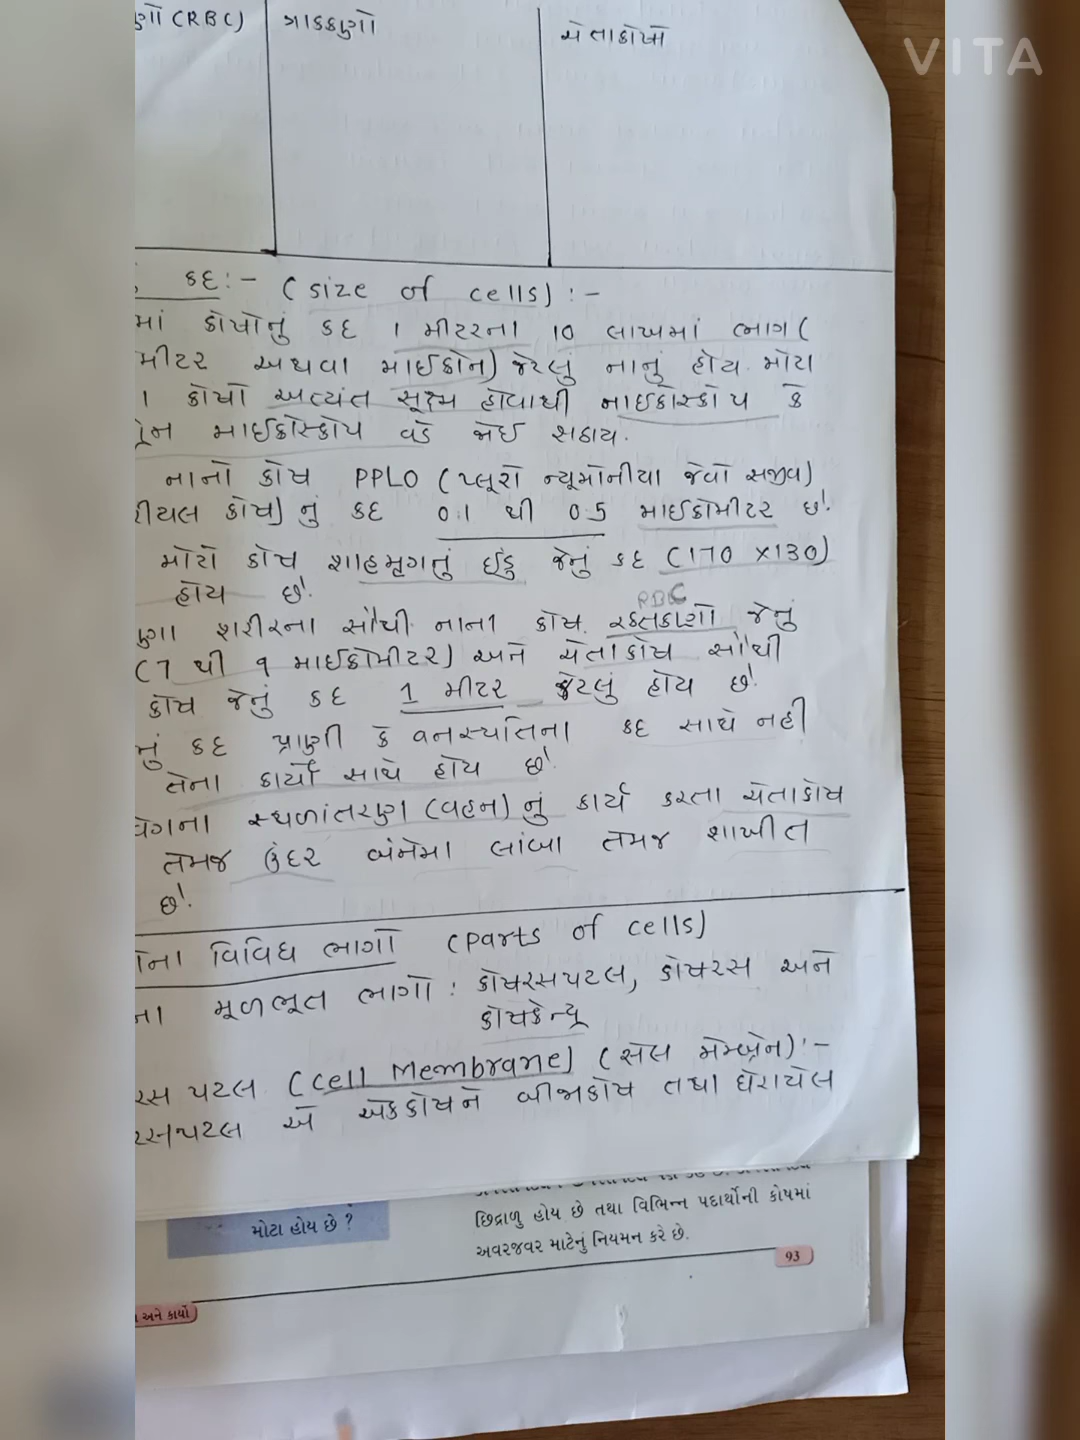 VITA
ણો (RBC)
ત્રાકકણો
ચેતાકોષો
કદ:- (size of cells) :-
માં કોષોનું કદ 1 મીટરના 10 લાખમાં ભાગ (
મીટર અથવા માઈક્રોન) જેટલું નાનું હોય. મોટા
કોષો અત્યંત સૂક્ષ્મ હોવાથી માઈક્રોસ્કોપ કે
ટ્રોન માઈક્રોસ્કોપ વડે જોઈ શકાય.
નાનો કોષ PPLO (પ્લૂરો ન્યૂમોનીયા જેવો સજીવ)
રીયલ કોષ) નું કદ 0.1 થી 0.5 માઈક્રોમીટર છે.
મોટો કોષ શાહમૃગનું ઈંડુ જેનું કદ (170 x130)
હોય છે.
RBC
ણા શરીરના સૌથી નાના કોષ રક્તકણો જેનું
(7 થી 9 માઈક્રોમીટર) અને ચેતાકોષ સૌથી
કોષ જેનું કદ 1 મીટર જેટલું હોય છે.
નું કદ પ્રાણી કે વનસ્પતિના કદ સાથે નહી
તેના કાર્યો સાથે હોય છે.
વેગના સ્થળાંતરણ (વહન) નું કાર્ય કરતા ચેતાકોષ
તેમજ ઉંદર બંનેમાં લાંબા તેમજ શાખીત
છે.
ના વિવિધ ભાગો (Parts of cells)
ના મૂળભૂત ભાગો : કોષરસપટલ, કોષરસ અને
કોષકેન્દ્ર
રસ પટલ (Cell Membrane) (સેલ મેમ્બ્રેન) :-
રસપટલ એ એકકોષને બીજાકોષ તથા ઘેરાયેલ
મોટા હોય છે ?
છિદ્રાળુ હોય છે તથા વિભિન્ન પદાર્થોની કોષમાં
અવરજવર માટેનું નિયમન કરે છે.
93
અને કાર્યો